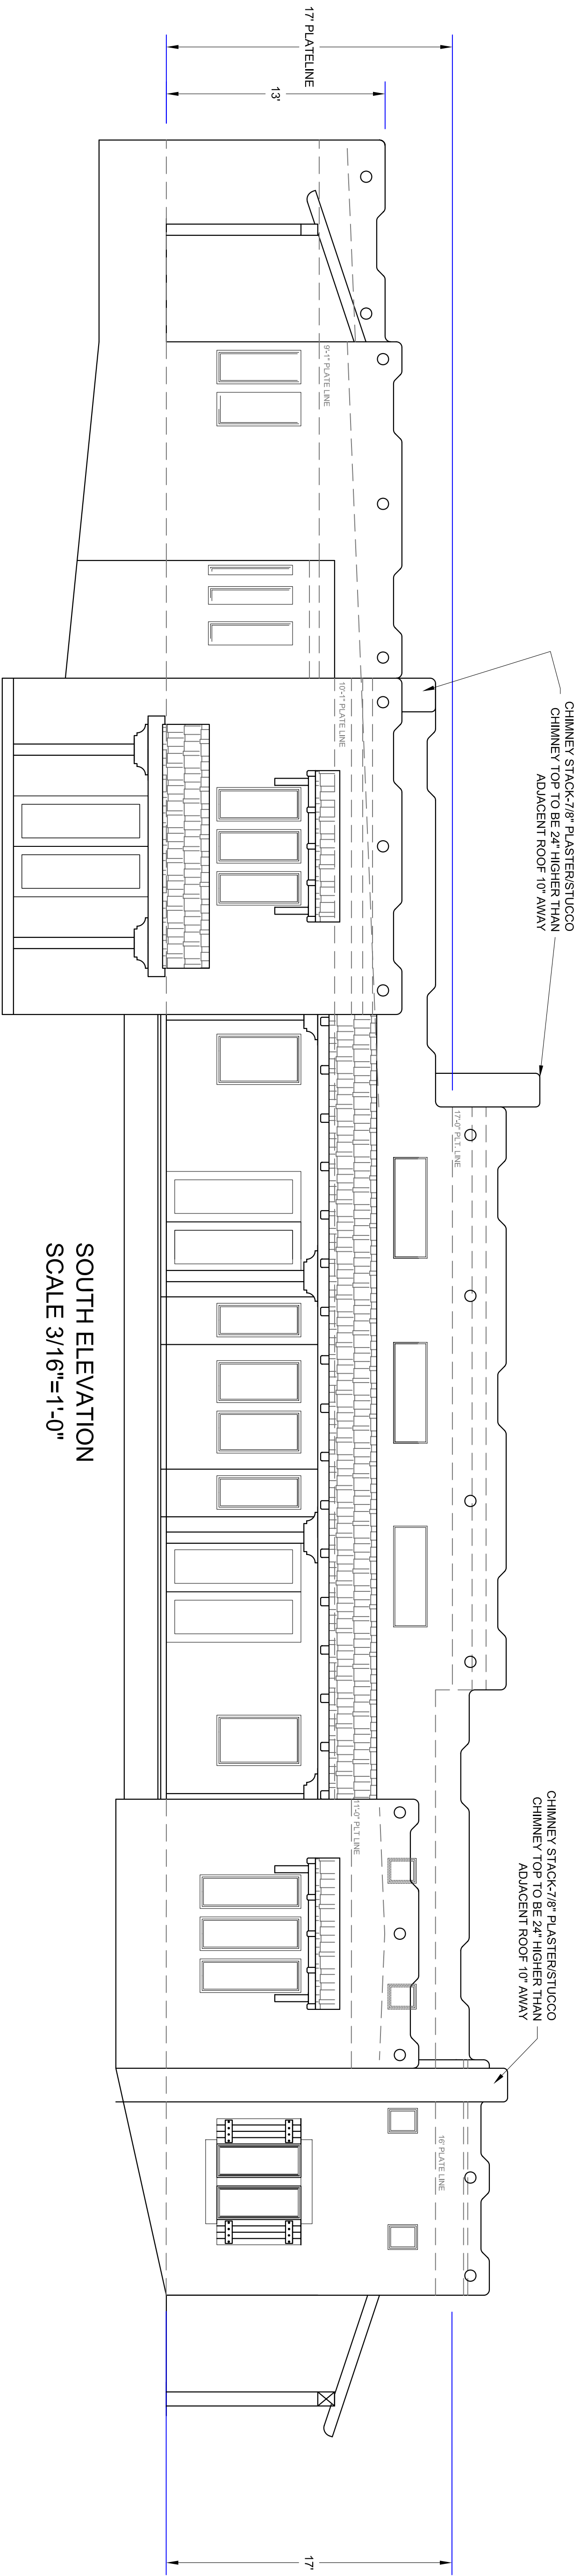 17' PLATELINE
13'
9'-1" PLATE LINE
CHIMNEY STACK-7/8" PLASTER/STUCCO
CHIMNEY TOP TO BE 24" HIGHER THAN
ADJACENT ROOF 10" AWAY
10'-1" PLATE LINE
17'-0" PLT. LINE
SOUTH ELEVATION
SCALE 3/16"=1'-0"
CHIMNEY STACK-7/8" PLASTER/STUCCO
CHIMNEY TOP TO BE 24" HIGHER THAN
ADJACENT ROOF 10" AWAY
11'-0" PLT LINE
16' PLATE LINE
17'